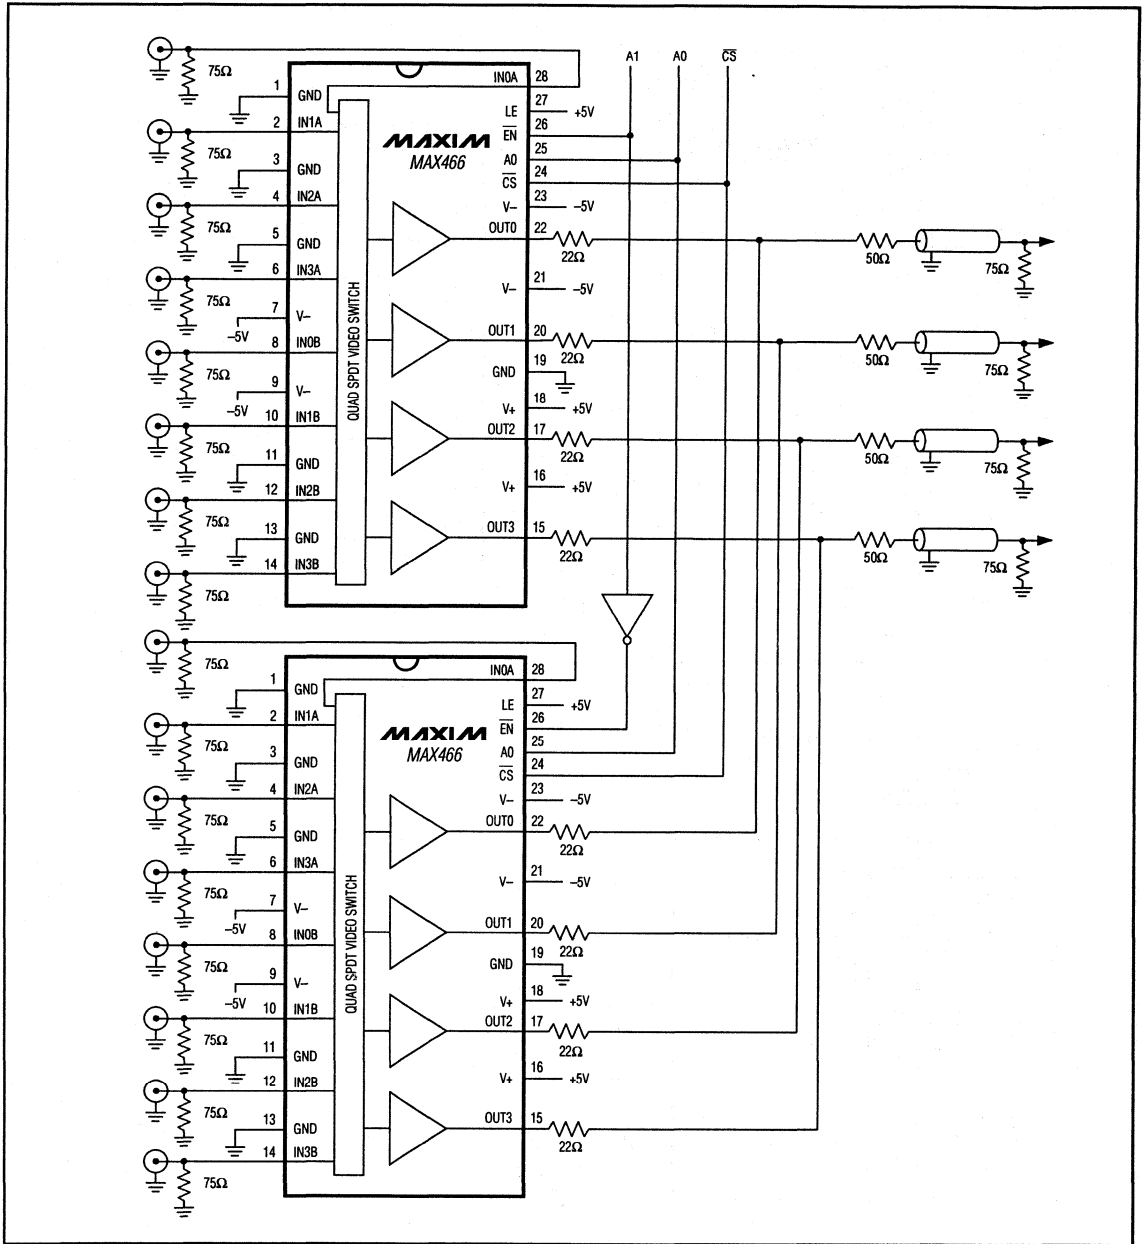 A1 A0 C̅S̅
75Ω
1 GND
IN0A 28
LE 27 +5V
2 IN1A
MAXIM
E̅N̅ 26
75Ω
MAX466
A0 25
3 GND
C̅S̅ 24
4 IN2A
V– 23 –5V
75Ω
OUT0 22
22Ω
50Ω
75Ω
5 GND
6 IN3A
V– 21 –5V
75Ω
7 V–
–5V
OUT1 20
22Ω
50Ω
75Ω
8 IN0B
GND 19
75Ω
QUAD SPDT VIDEO SWITCH
9 V–
–5V
V+ 18 +5V
10 IN1B
OUT2 17
22Ω
50Ω
75Ω
75Ω
11 GND
V+ 16 +5V
12 IN2B
75Ω
13 GND
OUT3 15
22Ω
50Ω
75Ω
14 IN3B
75Ω
75Ω
1 GND
IN0A 28
LE 27 +5V
2 IN1A
MAXIM
E̅N̅ 26
75Ω
MAX466
A0 25
3 GND
C̅S̅ 24
4 IN2A
V– 23 –5V
75Ω
OUT0 22
22Ω
5 GND
6 IN3A
V– 21 –5V
75Ω
7 V–
–5V
OUT1 20
22Ω
8 IN0B
GND 19
75Ω
QUAD SPDT VIDEO SWITCH
9 V–
–5V
V+ 18 +5V
10 IN1B
OUT2 17
22Ω
75Ω
11 GND
V+ 16 +5V
12 IN2B
75Ω
13 GND
OUT3 15
22Ω
14 IN3B
75Ω